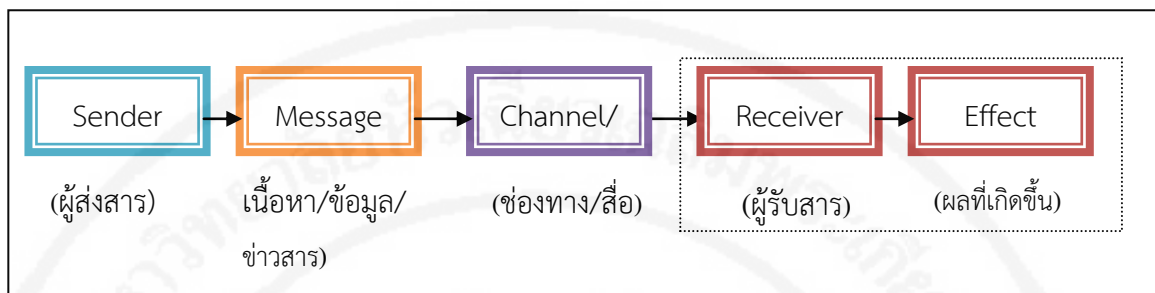 Sender
Message
Channel/
Receiver
Effect
(ผู้ส่งสาร)
เนื้อหา/ข้อมูล/
ข่าวสาร)
(ช่องทาง/สื่อ)
(ผู้รับสาร)
(ผลที่เกิดขึ้น)